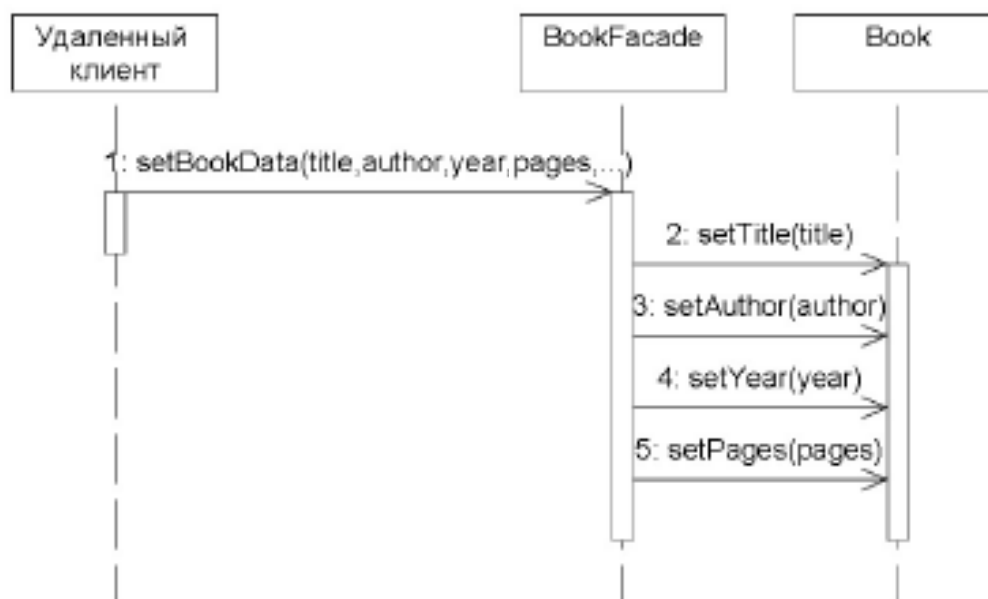 Удаленный
клиент
BookFacade
Book
1: setBookData(title,author,year,pages,...)
2: setTitle(title)
3: setAuthor(author)
4: setYear(year)
5: setPages(pages)